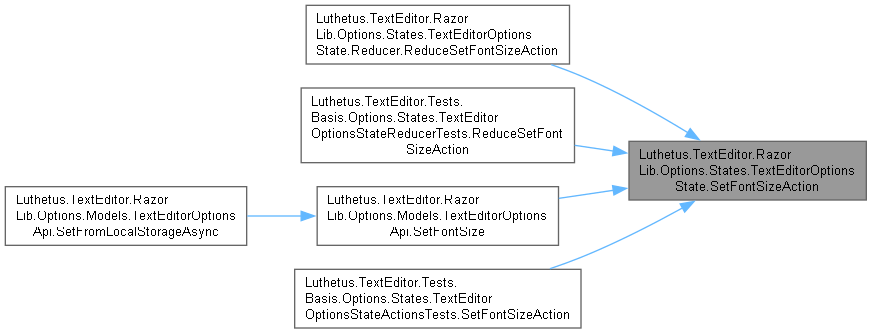 Luthetus.TextEditor.Razor
Lib.Options.States.TextEditorOptions
State.Reducer.ReduceSetFontSizeAction
Luthetus.TextEditor.Tests.
Basis.Options.States.TextEditor
OptionsStateReducerTests.ReduceSetFont
SizeAction
Luthetus.TextEditor.Razor
Lib.Options.States.TextEditorOptions
State.SetFontSizeAction
Luthetus.TextEditor.Razor
Lib.Options.Models.TextEditorOptions
Api.SetFromLocalStorageAsync
Luthetus.TextEditor.Razor
Lib.Options.Models.TextEditorOptions
Api.SetFontSize
Luthetus.TextEditor.Tests.
Basis.Options.States.TextEditor
OptionsStateActionsTests.SetFontSizeAction